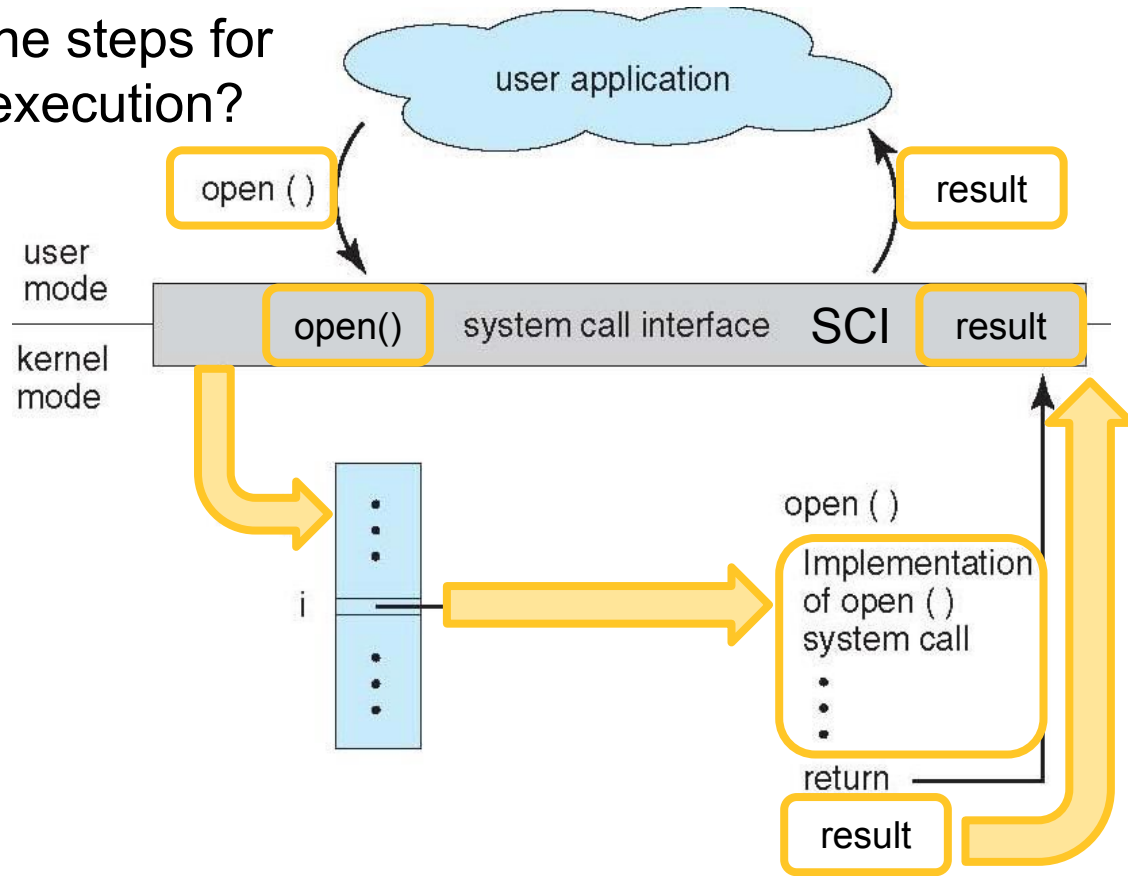 ne steps for
execution?
user application
open ( )
result
user
mode
open()
system call interface
SCI
result
kernel
mode
i
open ( )
Implementation
of open ( )
system call
return
result